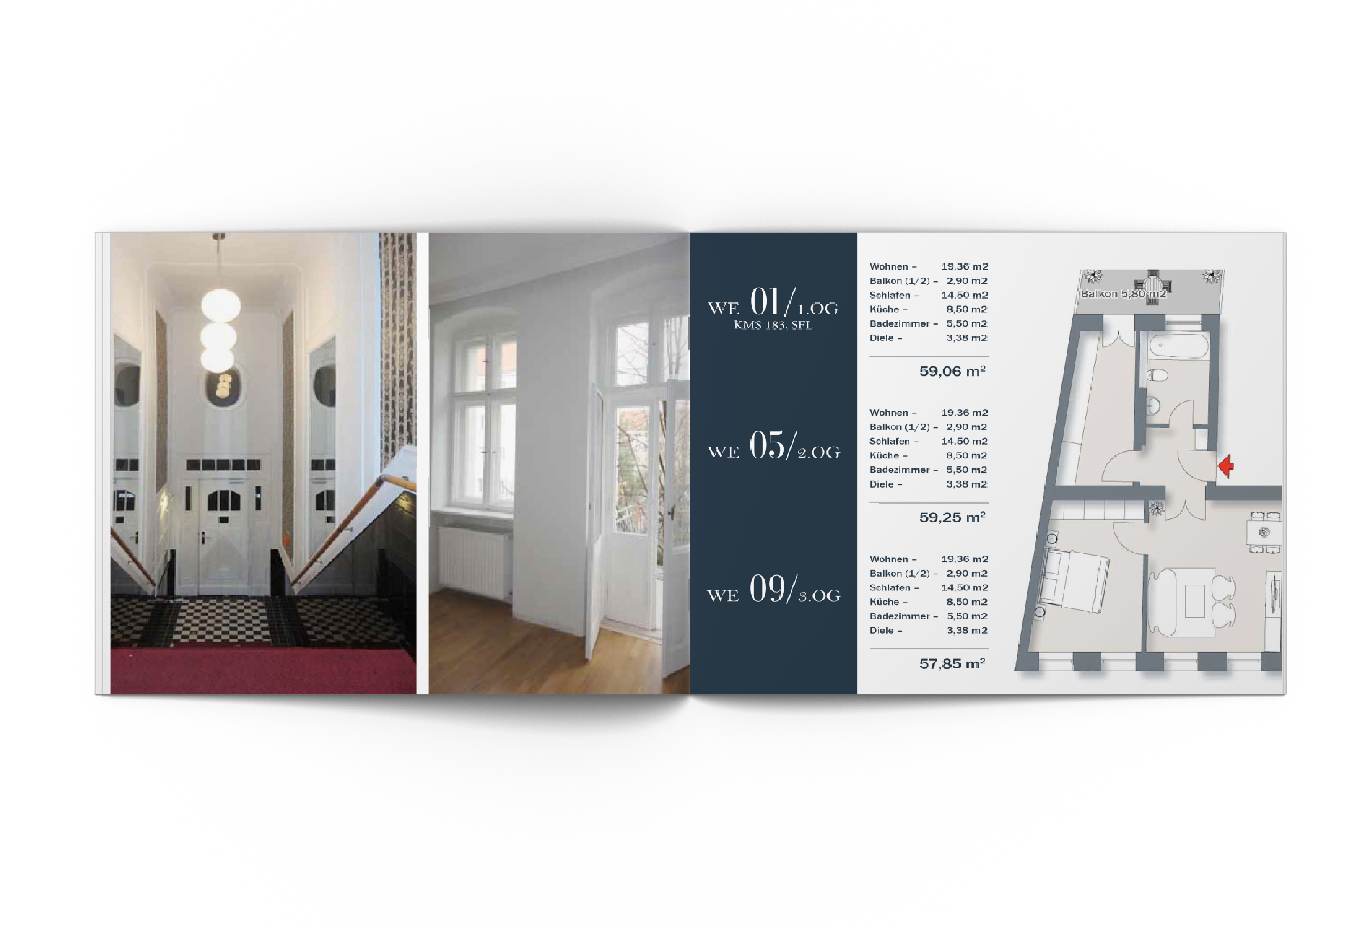 WE 01/1.OG
KMS 183, SFL
Wohnen – 19.36 m2
Balkon (1/2) – 2,90 m2
Schlafen – 14.50 m2
Küche – 8,50 m2
Badezimmer – 5,50 m2
Diele – 3,38 m2
59,06 m²
WE 05/2.OG
Wohnen – 19.36 m2
Balkon (1/2) – 2,90 m2
Schlafen – 14.50 m2
Küche – 8,50 m2
Badezimmer – 5,50 m2
Diele – 3,38 m2
59,25 m²
WE 09/3.OG
Wohnen – 19,36 m2
Balkon (1/2) – 2,90 m2
Schlafen – 14.50 m2
Küche – 8,50 m2
Badezimmer – 5,50 m2
Diele – 3,38 m2
57,85 m²
Balkon 5,80 m2